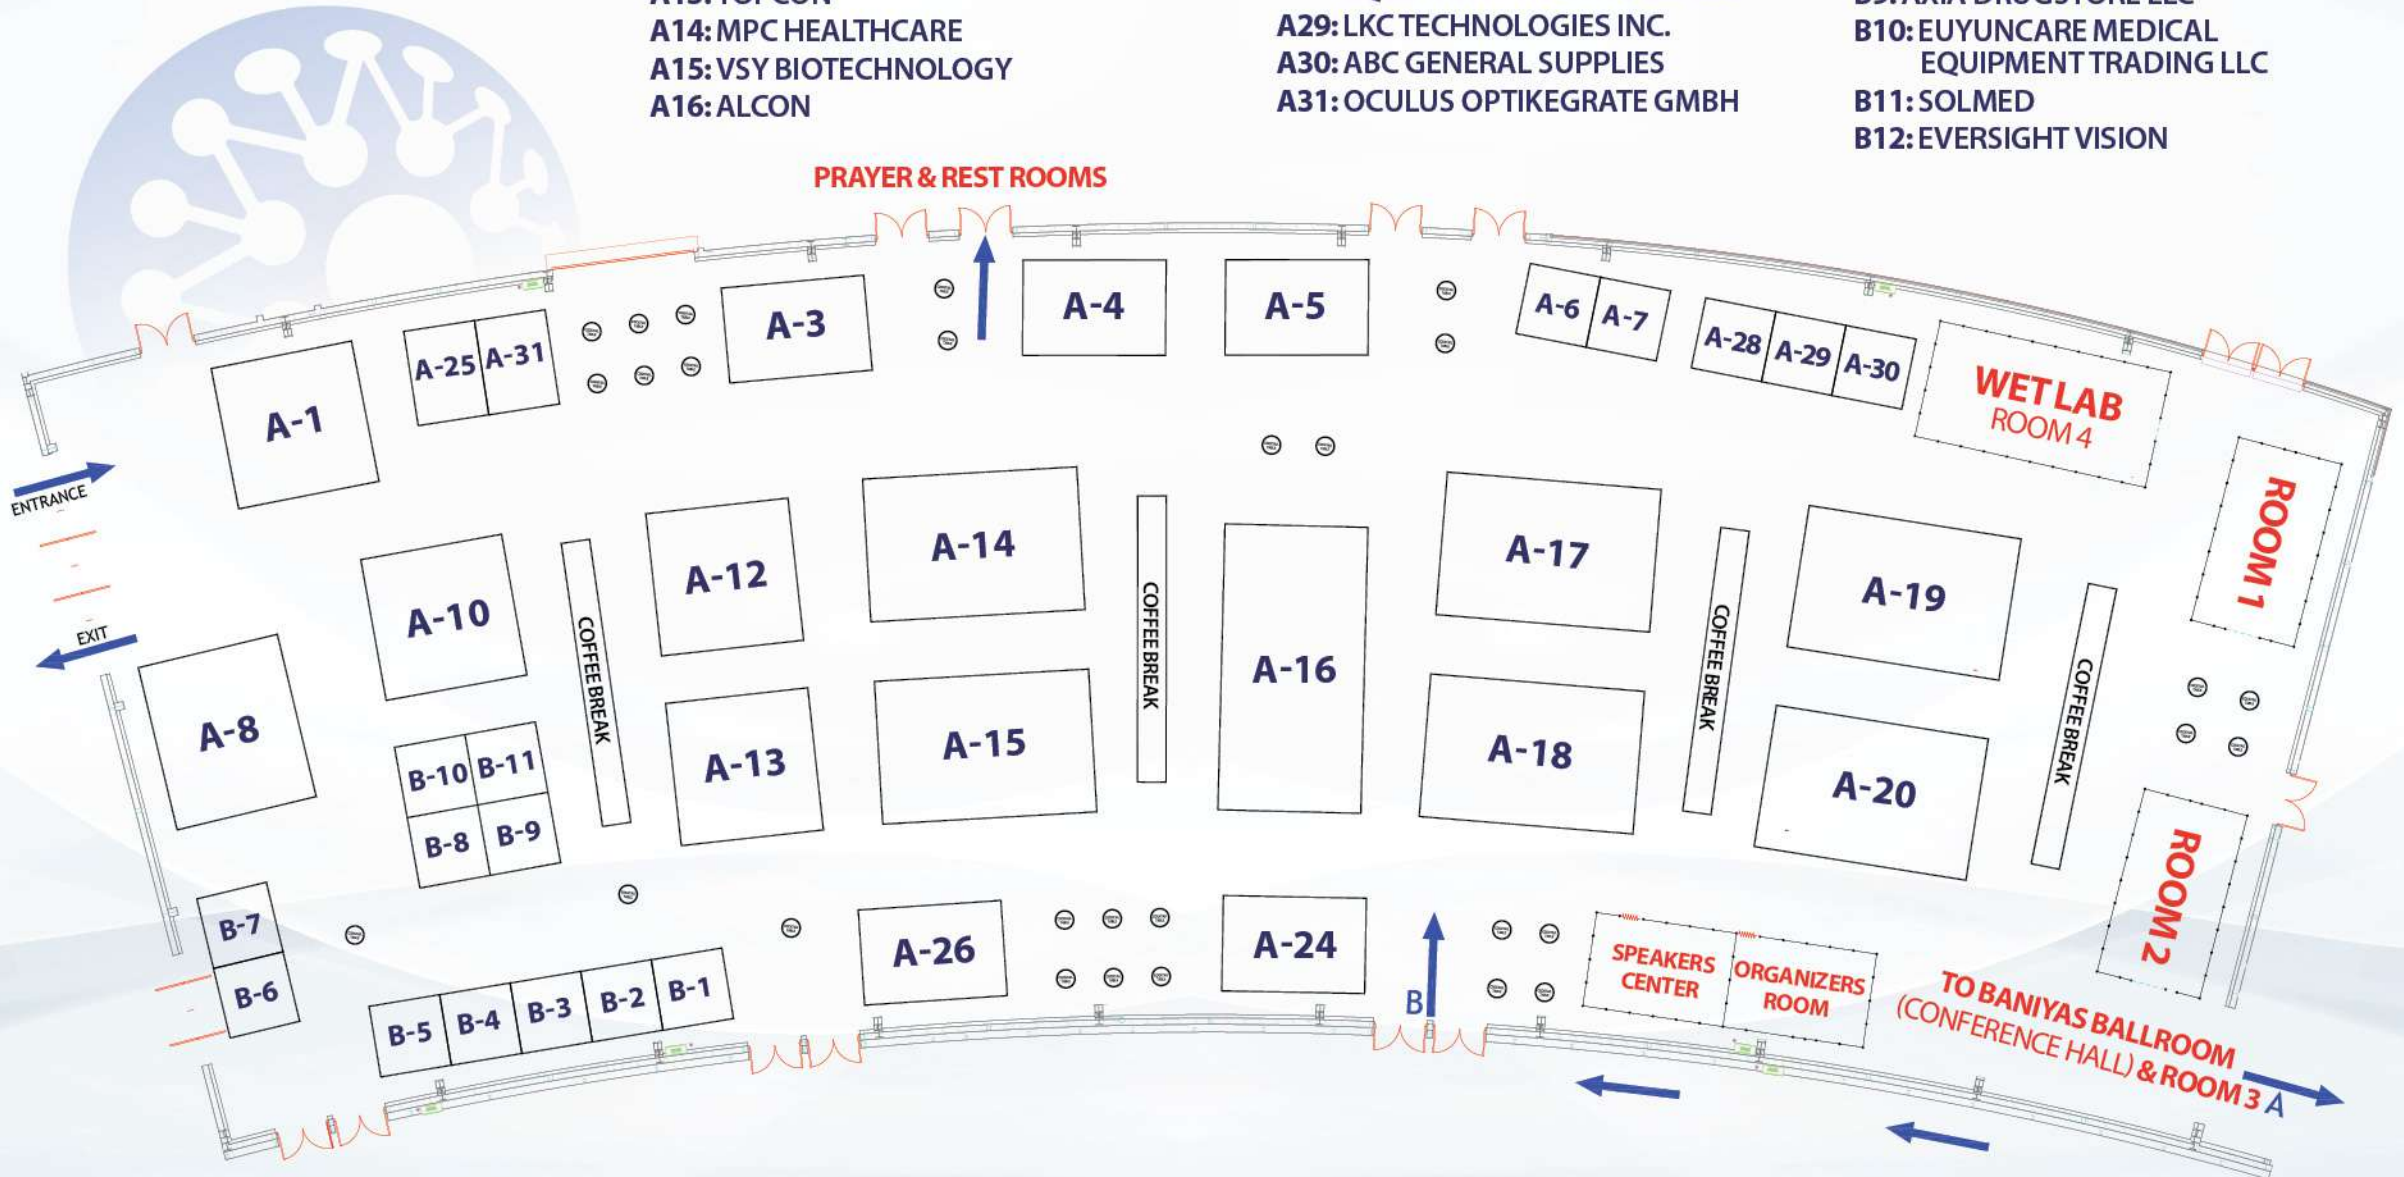 A14: MPC HEALTHCARE
A15: VSY BIOTECHNOLOGY
A16: ALCON
A29: LKC TECHNOLOGIES INC.
A30: ABC GENERAL SUPPLIES
A31: OCULUS OPTIKEGRATE GMBH
B10: EUYUNCARE MEDICAL
EQUIPMENT TRADING LLC
B11: SOLMED
B12: EVERSIGHT VISION
PRAYER & REST ROOMS
A-1
A-25
A-31
A-3
A-4
A-5
A-6
A-7
A-28
A-29
A-30
WET LAB
ROOM 4
ROOM 1
ENTRANCE
EXIT
A-8
A-10
COFFEE BREAK
A-12
A-14
COFFEE BREAK
A-16
A-17
COFFEE BREAK
A-19
COFFEE BREAK
B-10
B-11
B-8
B-9
A-13
A-15
A-18
A-20
ROOM 2
B-7
B-6
B-5
B-4
B-3
B-2
B-1
A-26
A-24
B
SPEAKERS
CENTER
ORGANIZERS
ROOM
TO BANIYAS BALLROOM
(CONFERENCE HALL) & ROOM 3 A